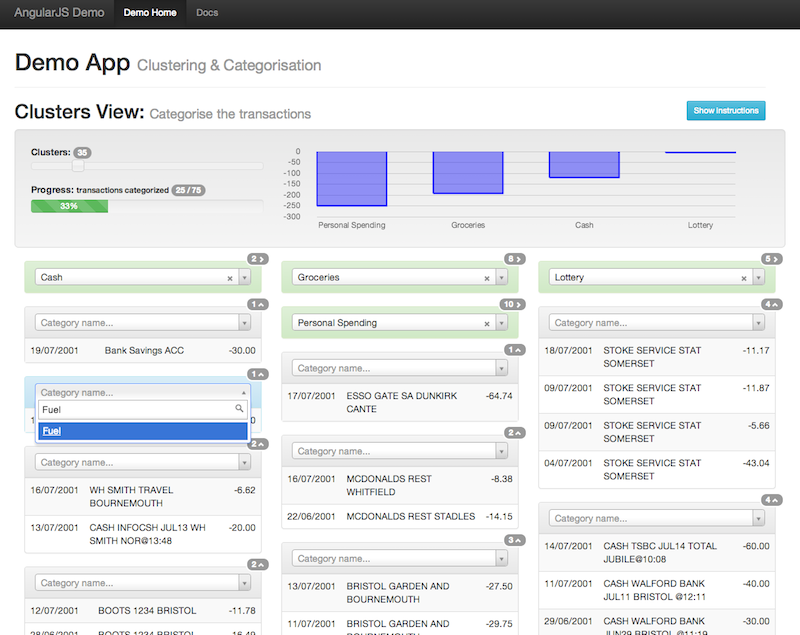 AngularJS Demo Demo Home Docs
Demo App Clustering & Categorisation
Clusters View: Categorise the transactions
Show Instructions
Clusters: 35
Progress: transactions categorized 25 / 75
33%
0
-50
-100
-150
-200
-250
-300
Personal Spending Groceries Cash Lottery
2
Cash
1
Category name...
19/07/2001 Bank Savings ACC -30.00
1
Category name...
Fuel
Fuel
2
Category name...
16/07/2001 WH SMITH TRAVEL -6.62
BOURNEMOUTH
13/07/2001 CASH INFOCSH JUL13 WH -20.00
SMITH NOR@13:48
2
Category name...
12/07/2001 BOOTS 1234 BRISTOL -11.78
28/06/2001 BOOTS 1234 BRISTOL -16.49
8
Groceries
10
Personal Spending
1
Category name...
17/07/2001 ESSO GATE SA DUNKIRK -64.74
CANTE
2
Category name...
16/07/2001 MCDONALDS REST -8.38
WHITFIELD
22/06/2001 MCDONALDS REST STADLES -14.15
3
Category name...
13/07/2001 BRISTOL GARDEN AND -27.50
BOURNEMOUTH
11/07/2001 BRISTOL GARDEN AND -29.75
BOURNEMOUTH
5
Lottery
4
Category name...
18/07/2001 STOKE SERVICE STAT -11.17
SOMERSET
09/07/2001 STOKE SERVICE STAT -11.87
SOMERSET
09/07/2001 STOKE SERVICE STAT -5.66
SOMERSET
04/07/2001 STOKE SERVICE STAT -43.04
SOMERSET
4
Category name...
14/07/2001 CASH TSBC JUL14 TOTAL -60.00
JUBILE@10:08
11/07/2001 CASH WALFORD BANK -40.00
JUL11 BRISTOL @12:11
29/06/2001 CASH WALFORD BANK -30.00
JUN29 BRISTOL @11:19